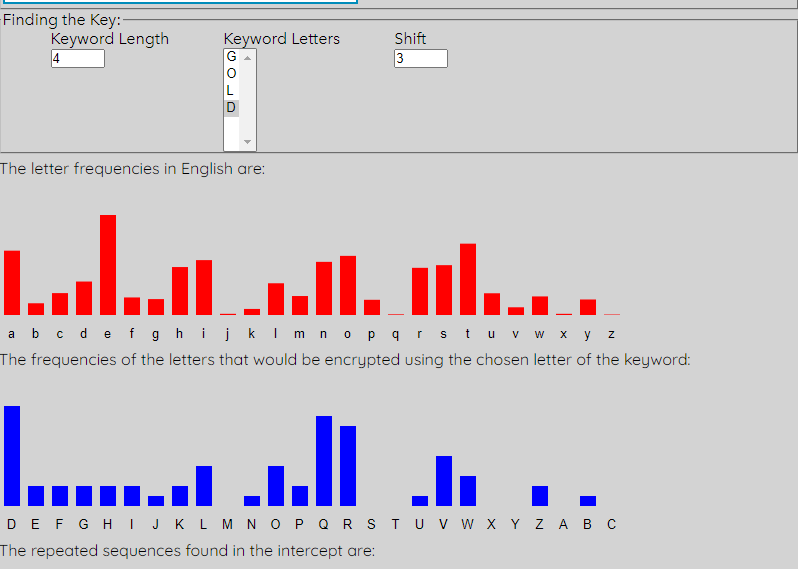 Finding the Key:
Keyword Length Keyword Letters Shift
4 G 3
O
L
D
The letter frequencies in English are:
a b c d e f g h i j k l m n o p q r s t u v w x y z
The frequencies of the letters that would be encrypted using the chosen letter of the keyword:
D E F G H I J K L M N O P Q R S T U V W X Y Z A B C
The repeated sequences found in the intercept are: